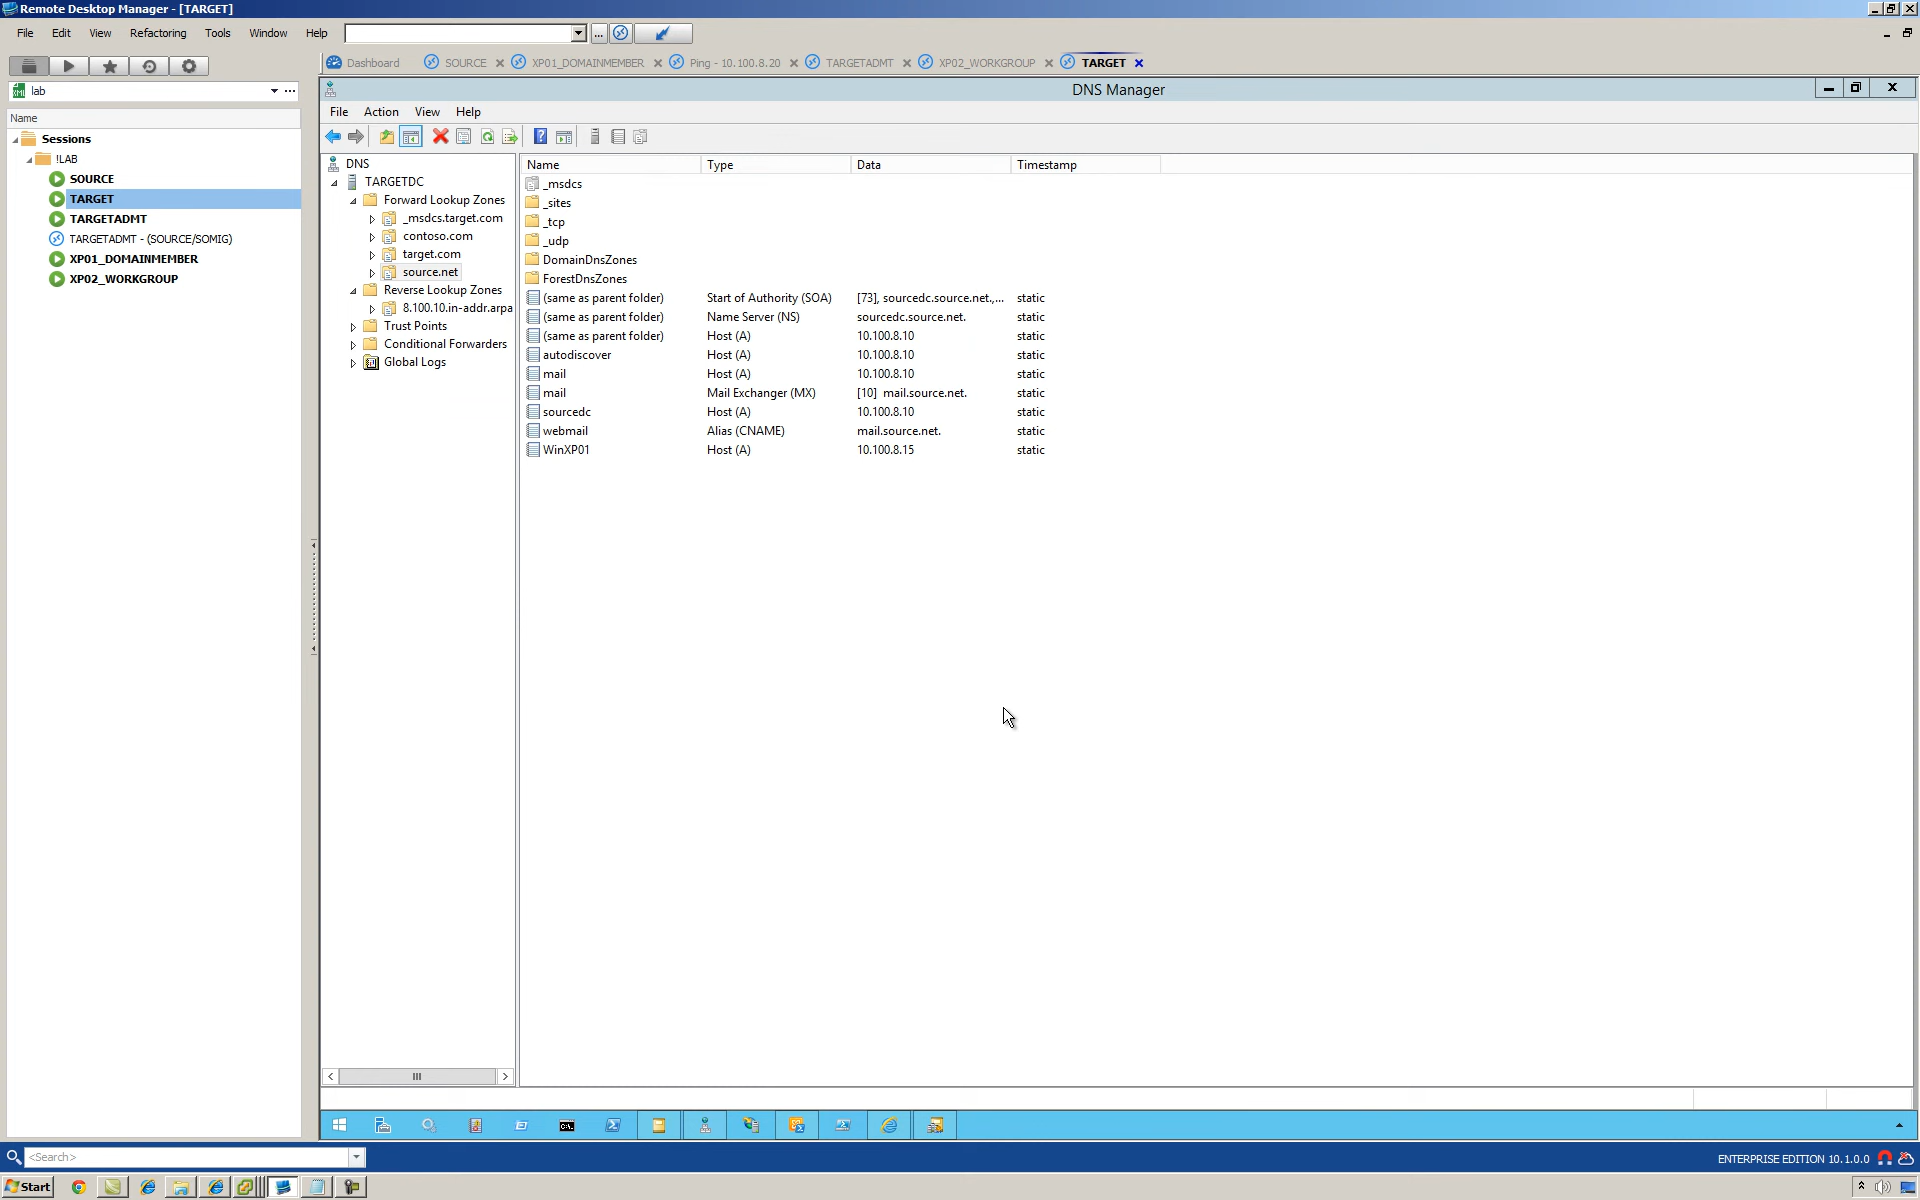 Remote Desktop Manager - [TARGET]
File Edit View Refactoring Tools Window Help ...
lab ...
Dashboard SOURCE XP01_DOMAINMEMBER Ping - 10.100.8.20 TARGETADMT XP02_WORKGROUP TARGET
Name
Sessions
!LAB
SOURCE
TARGET
TARGETADMT
TARGETADMT - (SOURCE/SOMIG)
XP01_DOMAINMEMBER
XP02_WORKGROUP
DNS Manager
File Action View Help
DNS
TARGETDC
Forward Lookup Zones
_msdcs.target.com
contoso.com
target.com
source.net
Reverse Lookup Zones
8.100.10.in-addr.arpa
Trust Points
Conditional Forwarders
Global Logs
Name Type Data Timestamp
_msdcs
_sites
_tcp
_udp
DomainDnsZones
ForestDnsZones
(same as parent folder) Start of Authority (SOA) [73], sourcedc.source.net.,... static
(same as parent folder) Name Server (NS) sourcedc.source.net. static
(same as parent folder) Host (A) 10.100.8.10 static
autodiscover Host (A) 10.100.8.10 static
mail Host (A) 10.100.8.10 static
mail Mail Exchanger (MX) [10] mail.source.net. static
sourcedc Host (A) 10.100.8.10 static
webmail Alias (CNAME) mail.source.net. static
WinXP01 Host (A) 10.100.8.15 static
<Search>
ENTERPRISE EDITION 10.1.0.0
Start